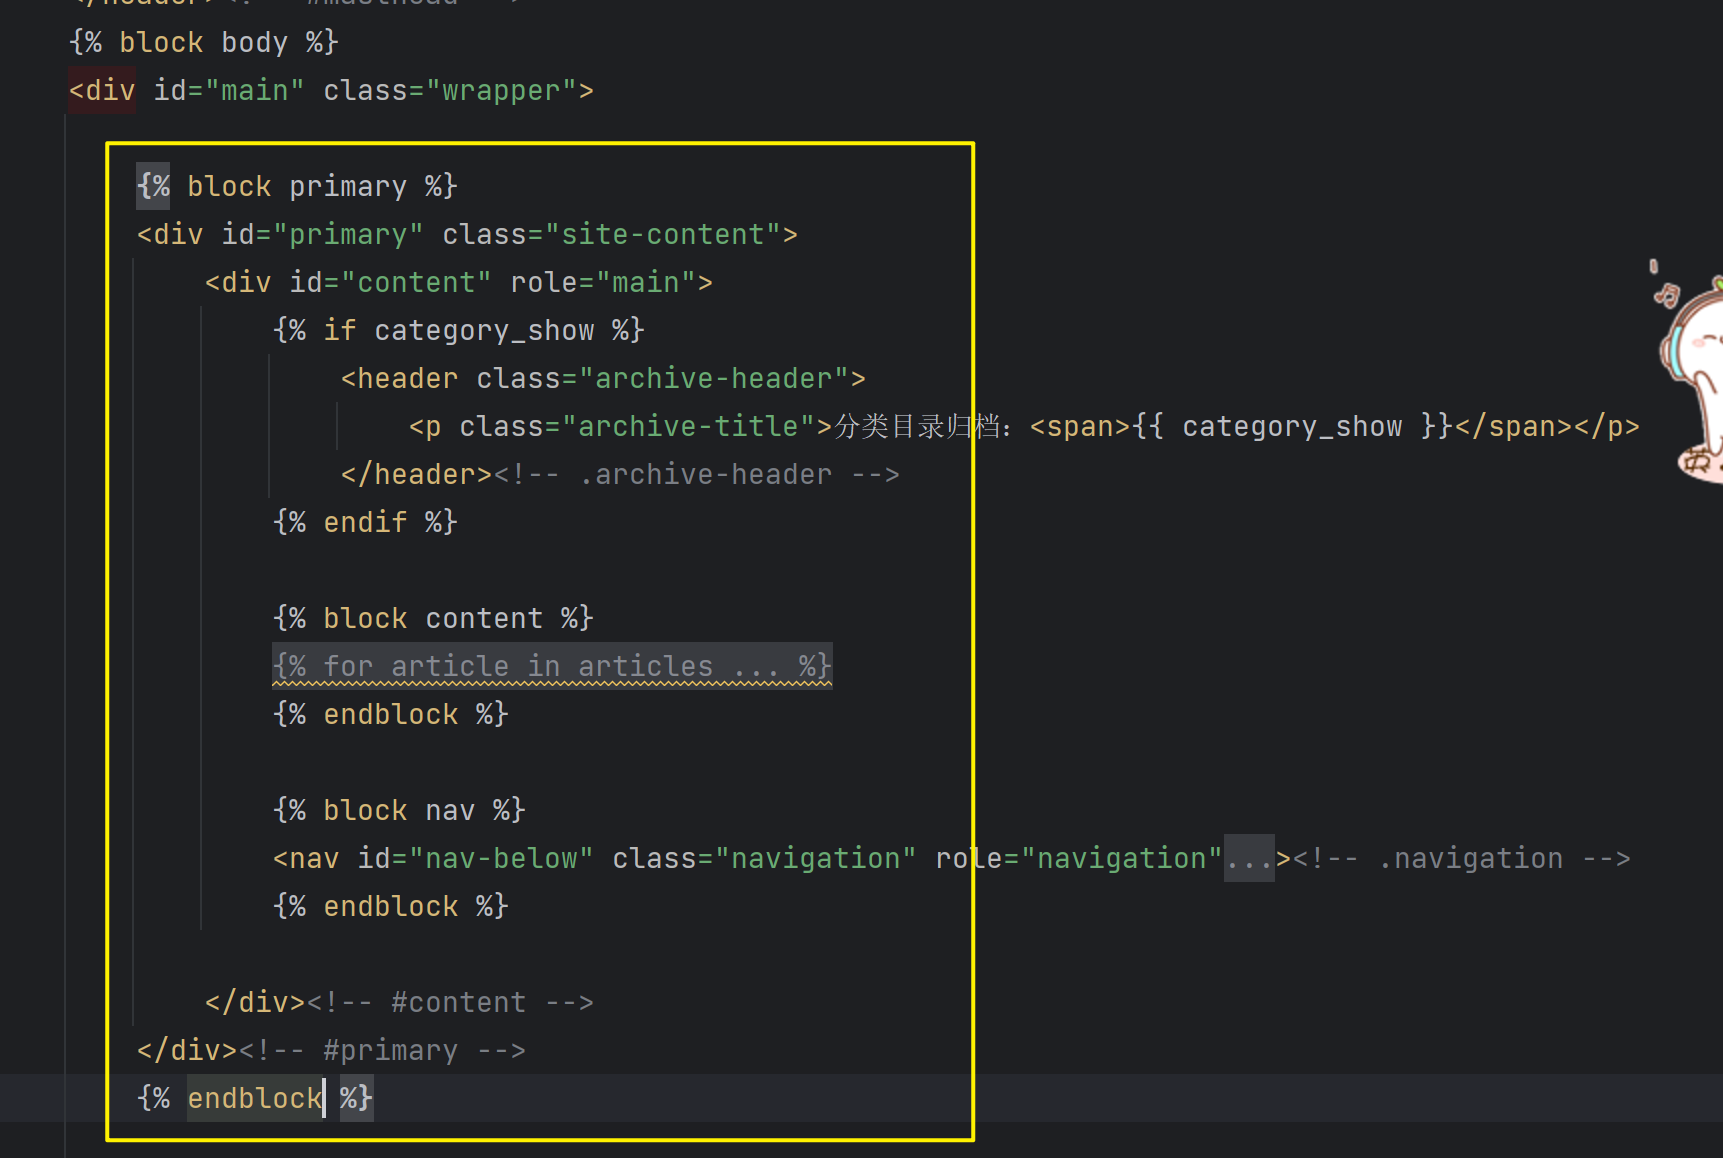 {% block body %}
<div id="main" class="wrapper">
{% block primary %}
<div id="primary" class="site-content">
<div id="content" role="main">
{% if category_show %}
<header class="archive-header">
<p class="archive-title">分类目录归档：<span>{{ category_show }}</span></p>
</header><!-- .archive-header -->
{% endif %}
{% block content %}
{% for article in articles ... %}
{% endblock %}
{% block nav %}
<nav id="nav-below" class="navigation" role="navigation"...><!-- .navigation -->
{% endblock %}
</div><!-- #content -->
</div><!-- #primary -->
{% endblock %}